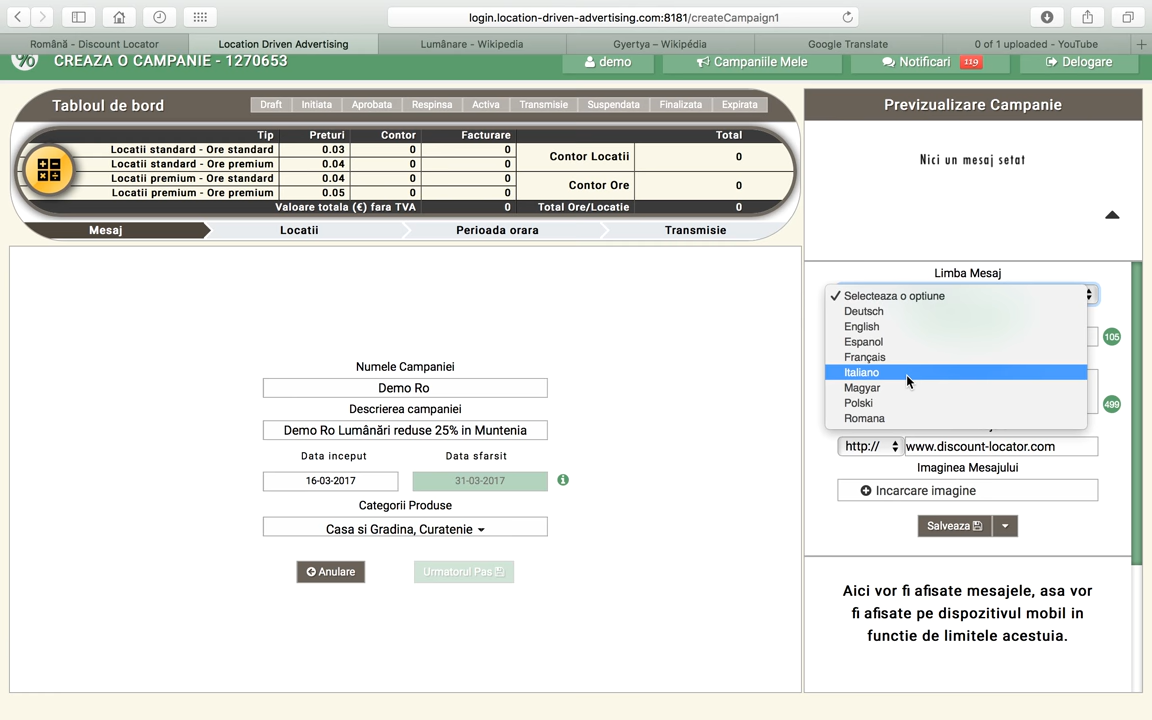 login.location-driven-advertising.com:8181/createCampaign1
Română - Discount Locator
Location Driven Advertising
Lumânare - Wikipedia
Gyertya – Wikipédia
Google Translate
0 of 1 uploaded - YouTube
CREAZA O CAMPANIE - 1270653
demo
Campaniile Mele
Notificari 119
Delogare
Tabloul de bord
Draft Initiata Aprobata Respinsa Activa Transmisie Suspendata Finalizata Expirata
Tip Preturi Contor Facturare Total
Locatii standard - Ore standard 0.03 0 0
Locatii standard - Ore premium 0.04 0 0
Contor Locatii 0
Locatii premium - Ore standard 0.04 0 0
Locatii premium - Ore premium 0.05 0 0
Contor Ore 0
Valoare totala (€) fara TVA 0 Total Ore/Locatie 0
Mesaj Locatii Perioada orara Transmisie
Numele Campaniei
Demo Ro
Descrierea campaniei
Demo Ro Lumânări reduse 25% in Muntenia
Data inceput Data sfarsit
16-03-2017 31-03-2017
Categorii Produse
Casa si Gradina, Curatenie
Anulare Urmatorul Pas
Previzualizare Campanie
Nici un mesaj setat
Limba Mesaj
Selecteaza o optiune
Deutsch
English
Espanol
Français
Italiano
Magyar
Polski
Romana
105
499
http:// www.discount-locator.com
Imaginea Mesajului
Incarcare imagine
Salveaza
Aici vor fi afisate mesajele, asa vor
fi afisate pe dispozitivul mobil in
functie de limitele acestuia.